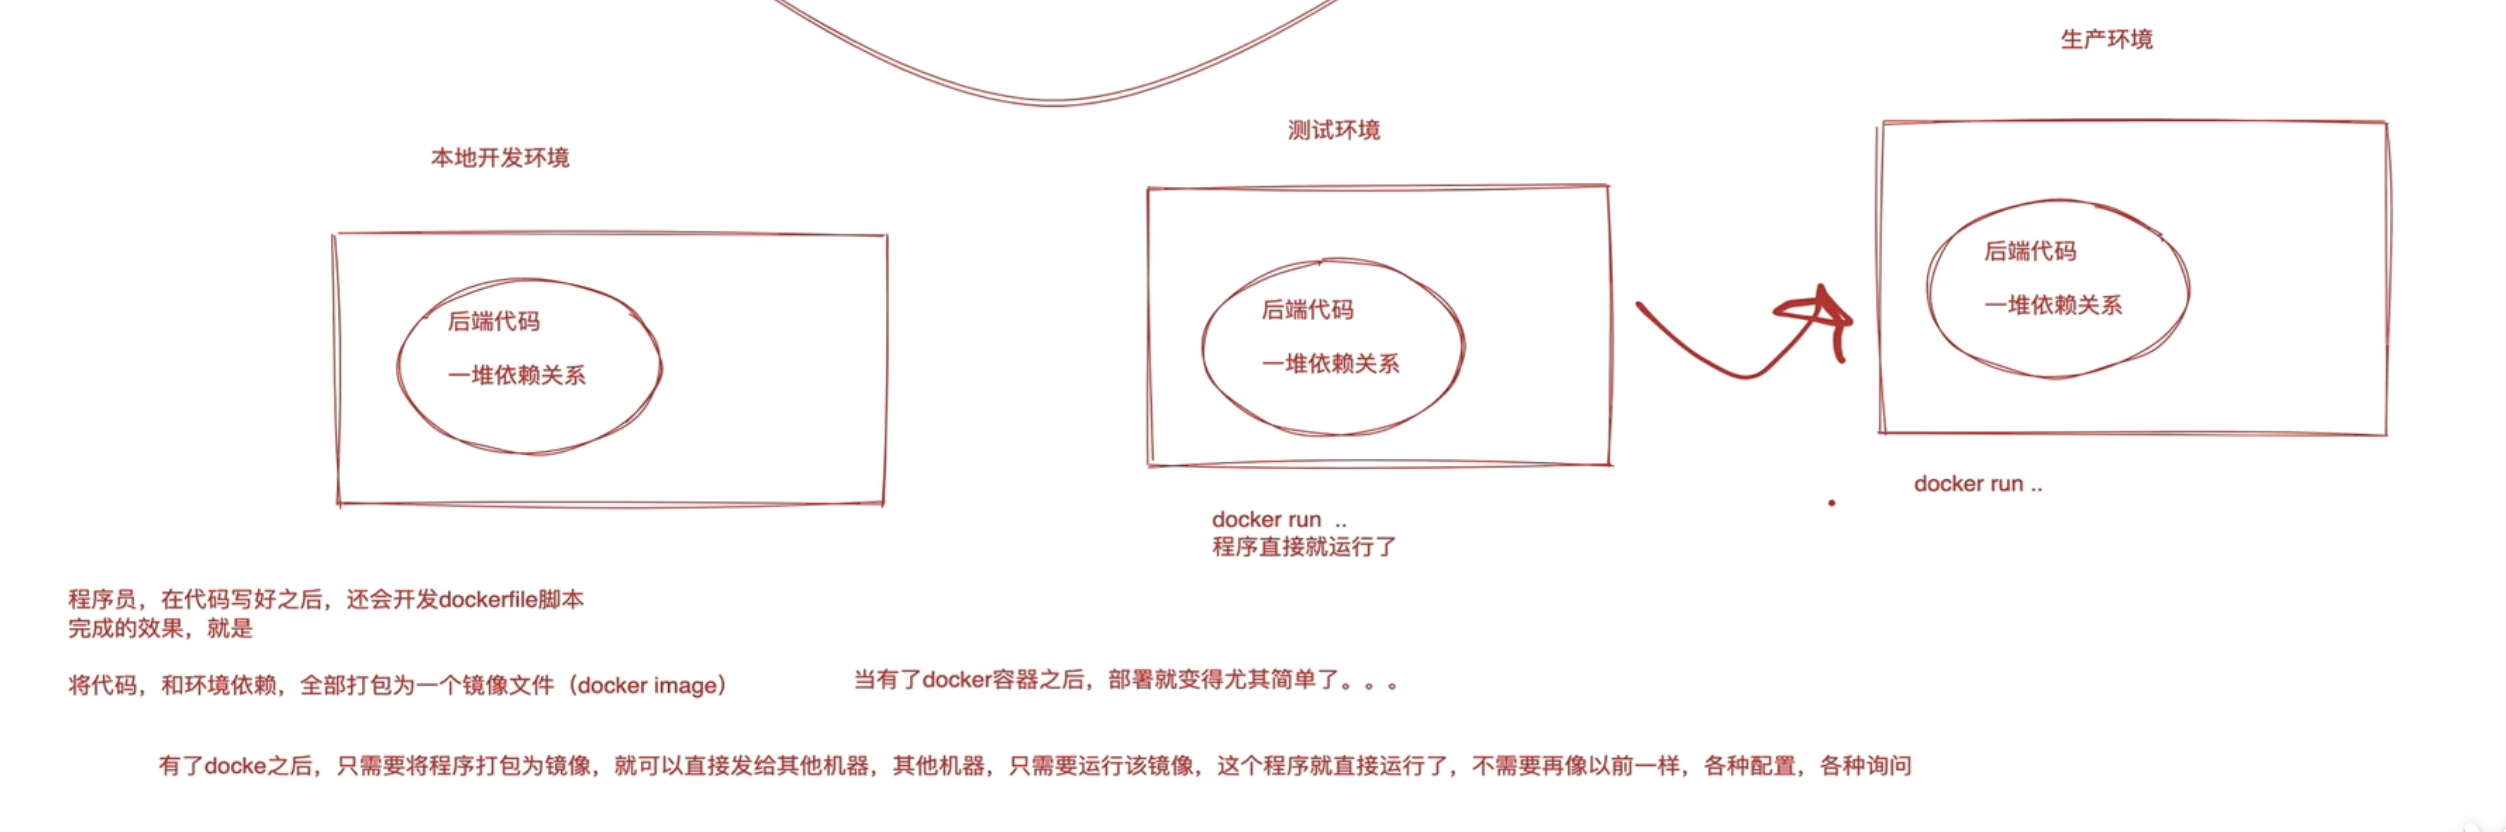 本地开发环境
后端代码
一堆依赖关系
测试环境
后端代码
一堆依赖关系
docker run  ..
程序直接就运行了
生产环境
后端代码
一堆依赖关系
docker run ..
程序员，在代码写好之后，还会开发dockerfile脚本
完成的效果，就是
将代码，和环境依赖，全部打包为一个镜像文件（docker image）
当有了docker容器之后，部署就变得尤其简单了。。。
有了docke之后，只需要将程序打包为镜像，就可以直接发给其他机器，其他机器，只需要运行该镜像，这个程序就直接运行了，不需要再像以前一样，各种配置，各种询问